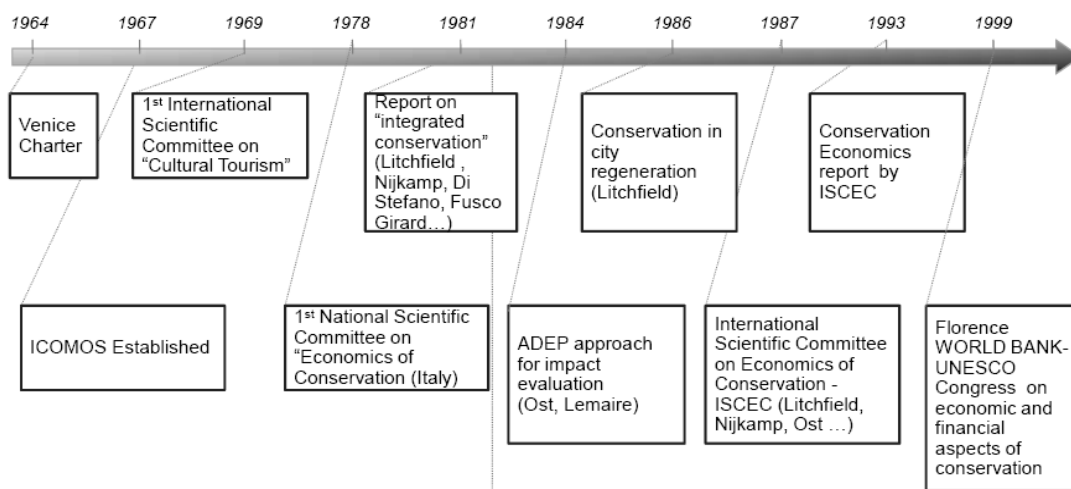 1964 1967 1969 1978 1981 1984 1986 1987 1993 1999
Venice
Charter
1st International
Scientific
Committee on
“Cultural Tourism”
Report on
“integrated
conservation”
(Litchfield ,
Nijkamp, Di
Stefano, Fusco
Girard…)
Conservation in
city
regeneration
(Litchfield)
Conservation
Economics
report by
ISCEC
ICOMOS Established
1st National Scientific
Committee on
“Economics of
Conservation (Italy)
ADEP approach
for impact
evaluation
(Ost, Lemaire)
International
Scientific Committee
on Economics of
Conservation -
ISCEC (Litchfield,
Nijkamp, Ost …)
Florence
WORLD BANK-
UNESCO
Congress on
economic and
financial
aspects of
conservation